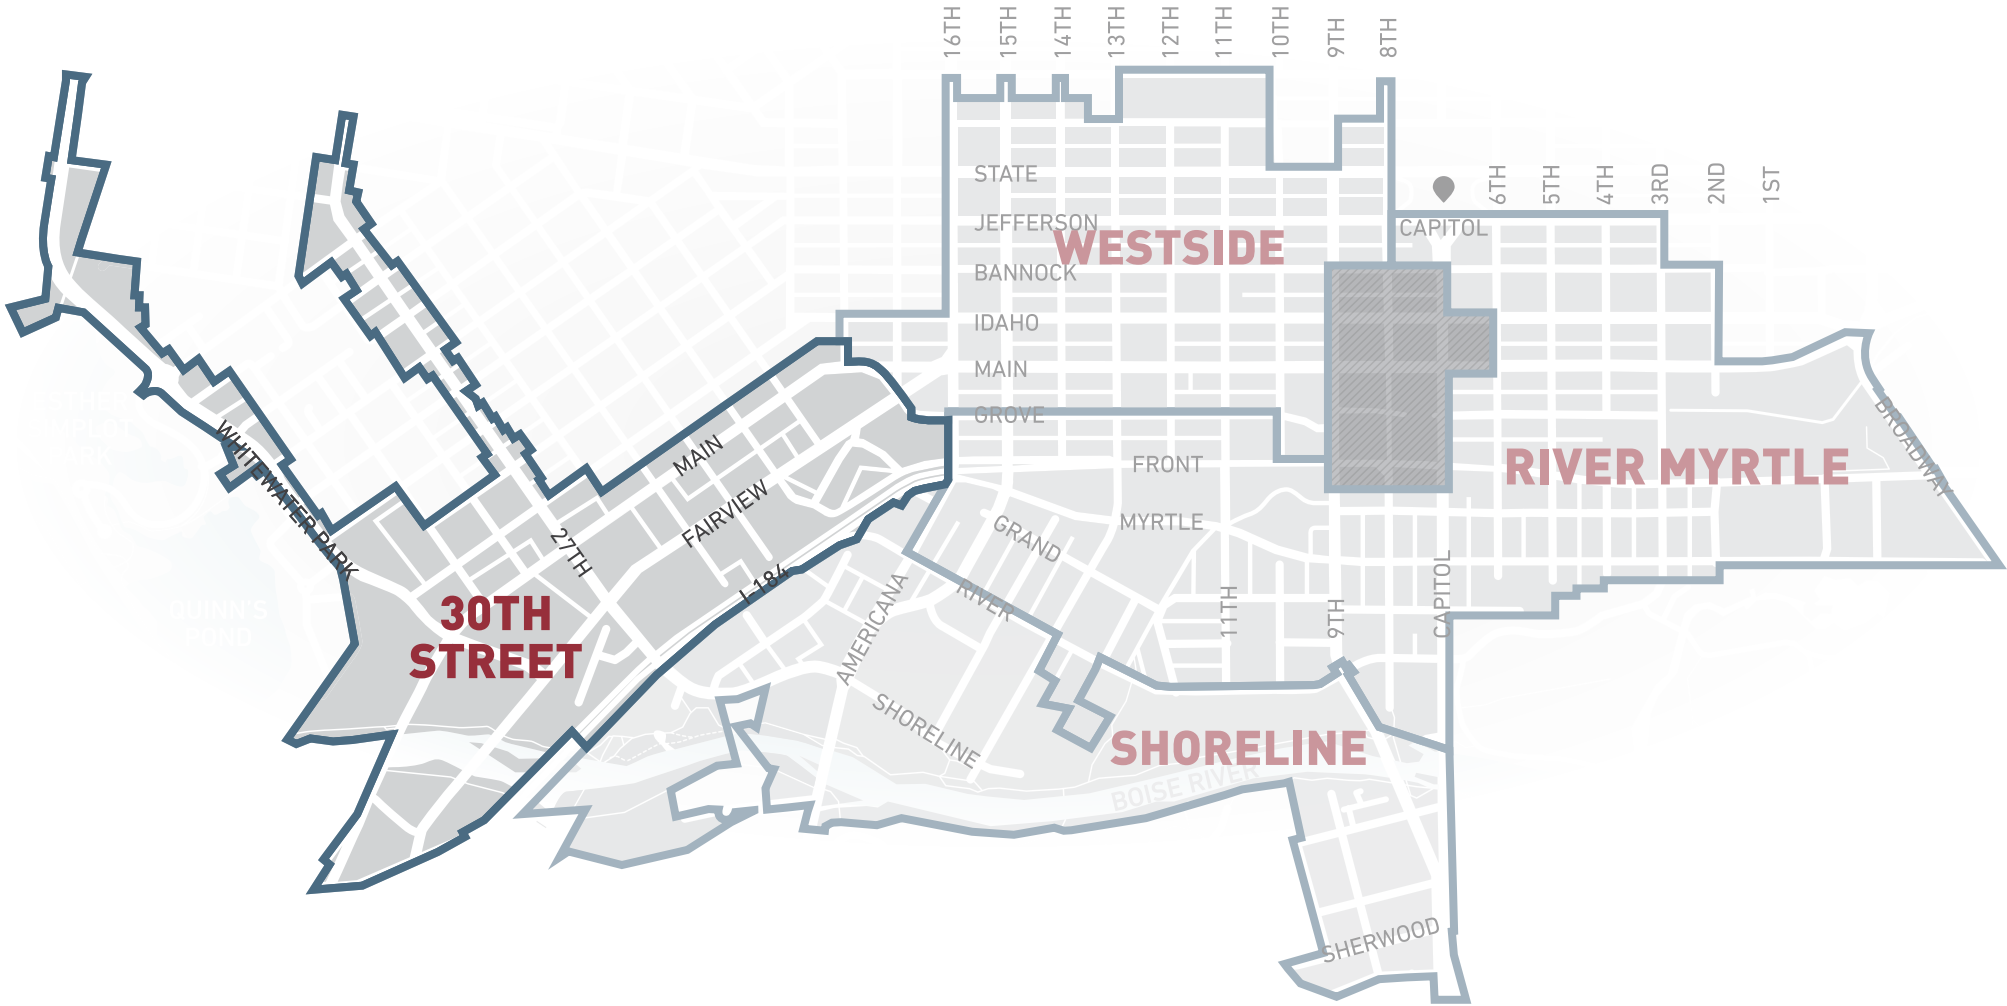 16TH
15TH
14TH
13TH
12TH
11TH
10TH
9TH
8TH
STATE
JEFFERSON
WESTSIDE
BANNOCK
IDAHO
MAIN
GROVE
6TH
5TH
4TH
3RD
2ND
1ST
CAPITOL
FRONT
RIVER MYRTLE
BROADWAY
MYRTLE
GRAND
RIVER
AMERICANA
SHORELINE
11TH
9TH
CAPITOL
SHORELINE
BOISE RIVER
SHERWOOD
WHITEWATER PARK
MAIN
FAIRVIEW
27TH
I-184
30TH
STREET
QUINN'S
POND